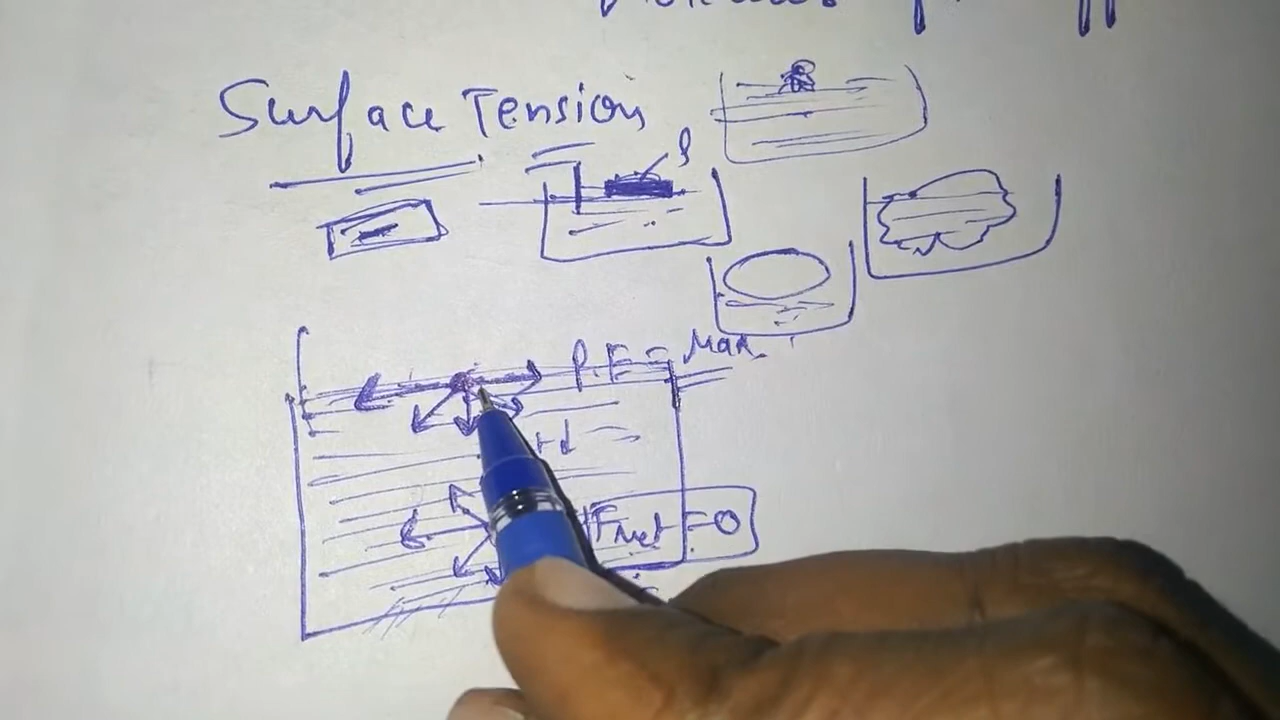 Surface Tension
ρ
P.E = Max
Fnet = 0